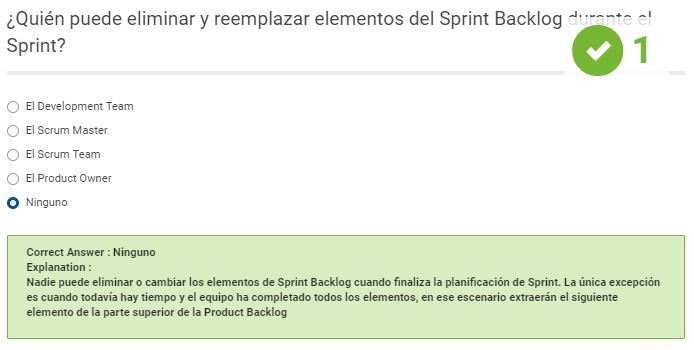 ¿Quién puede eliminar y reemplazar elementos del Sprint Backlog durante el
Sprint?
1
El Development Team
El Scrum Master
El Scrum Team
El Product Owner
Ninguno
Correct Answer : Ninguno
Explanation :
Nadie puede eliminar o cambiar los elementos de Sprint Backlog cuando finaliza la planificación de Sprint. La única excepción
es cuando todavía hay tiempo y el equipo ha completado todos los elementos, en ese escenario extraerán el siguiente
elemento de la parte superior de la Product Backlog